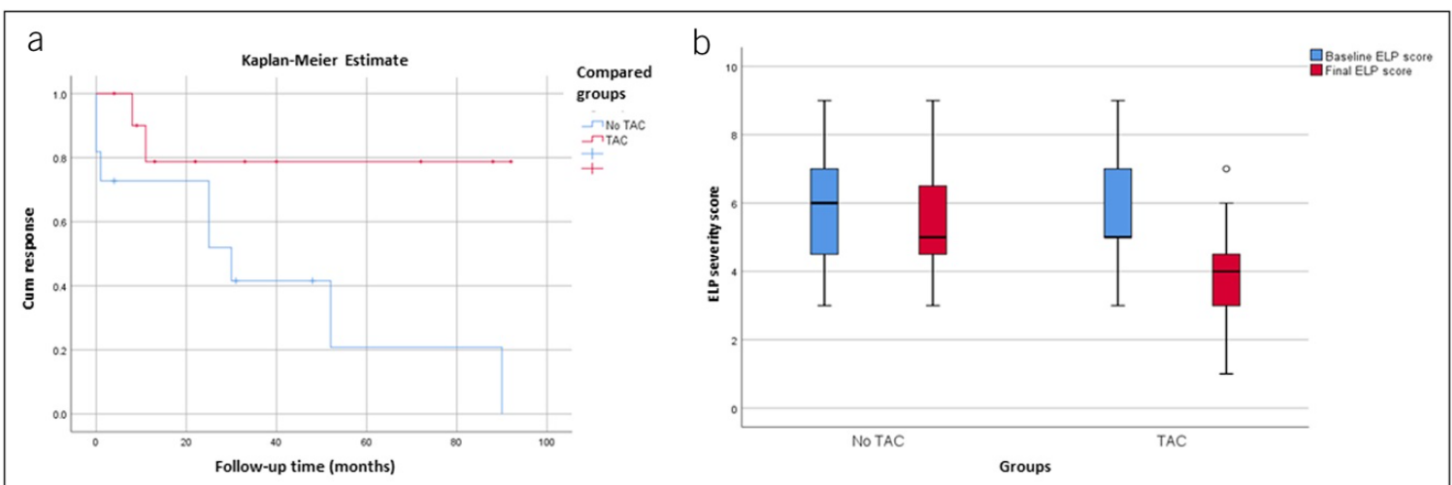 a
Kaplan-Meier Estimate
Compared
groups
No TAC
TAC
Cum response
1.0
0.8
0.6
0.4
0.2
0.0
0 20 40 60 80 100
Follow-up time (months)
b
Baseline ELP score
Final ELP score
ELP severity score
10
8
6
4
2
0
No TAC TAC
Groups